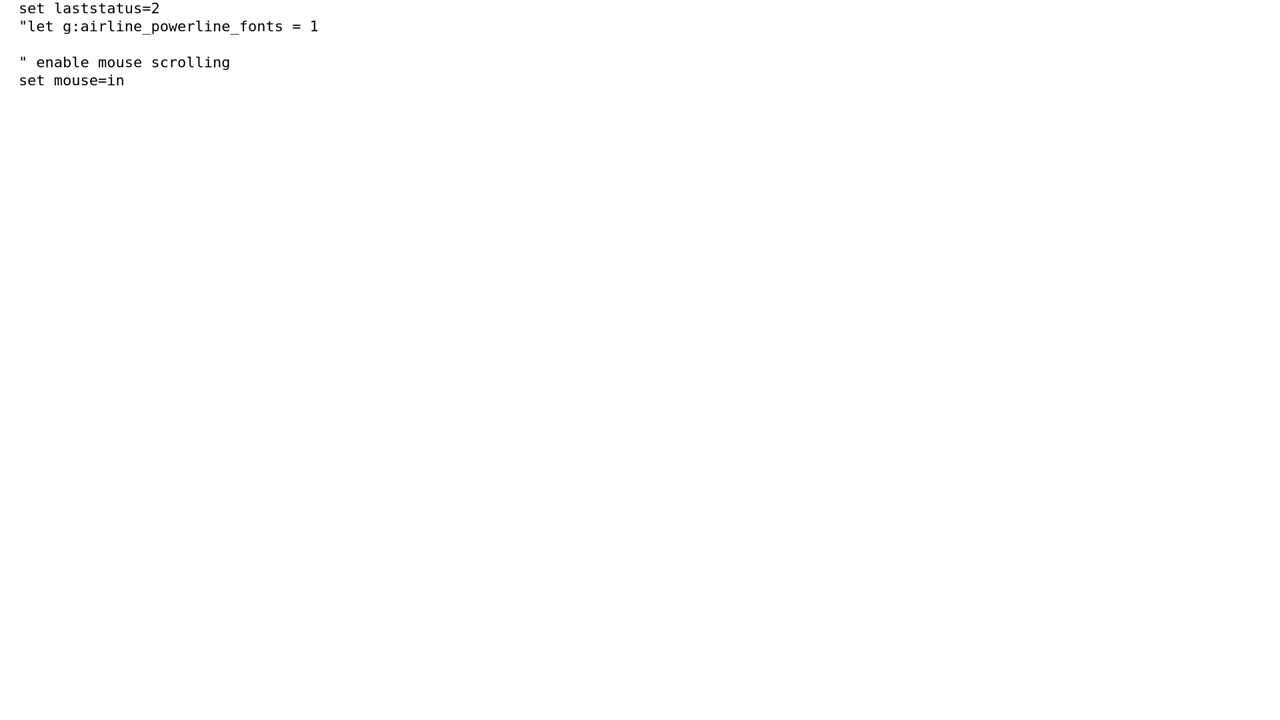 set laststatus=2
"let g:airline_powerline_fonts = 1

" enable mouse scrolling
set mouse=in